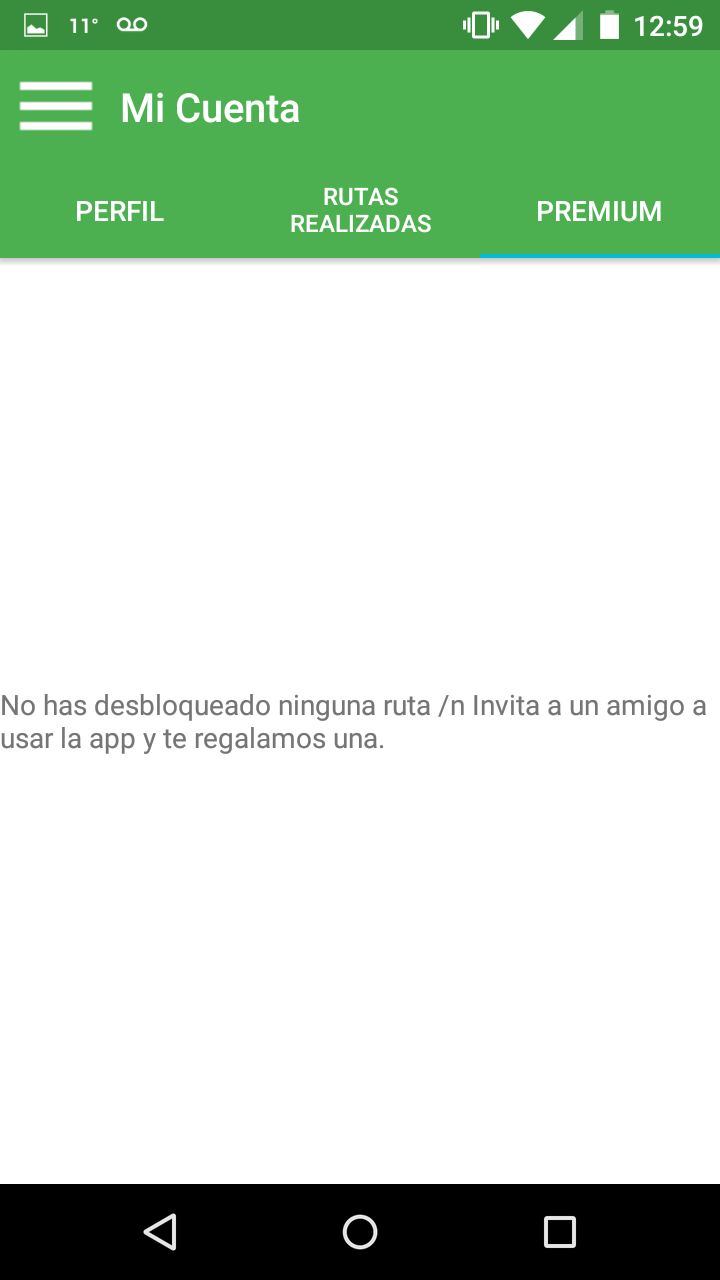 11° 12:59
Mi Cuenta
PERFIL
RUTAS
REALIZADAS
PREMIUM
No has desbloqueado ninguna ruta /n Invita a un amigo a
usar la app y te regalamos una.